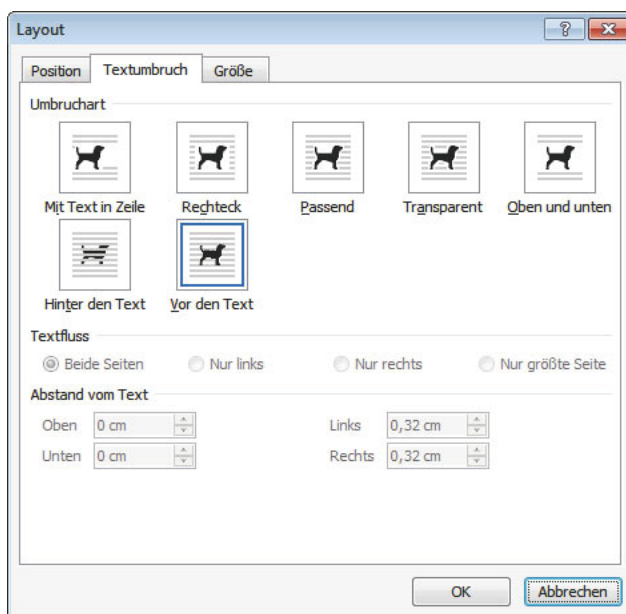 Layout
Position Textumbruch Größe
Umbruchart
Mit Text in Zeile Rechteck Passend Transparent Oben und unten
Hinter den Text Vor den Text
Textfluss
Beide Seiten Nur links Nur rechts Nur größte Seite
Abstand vom Text
Oben 0 cm Links 0,32 cm
Unten 0 cm Rechts 0,32 cm
OK Abbrechen